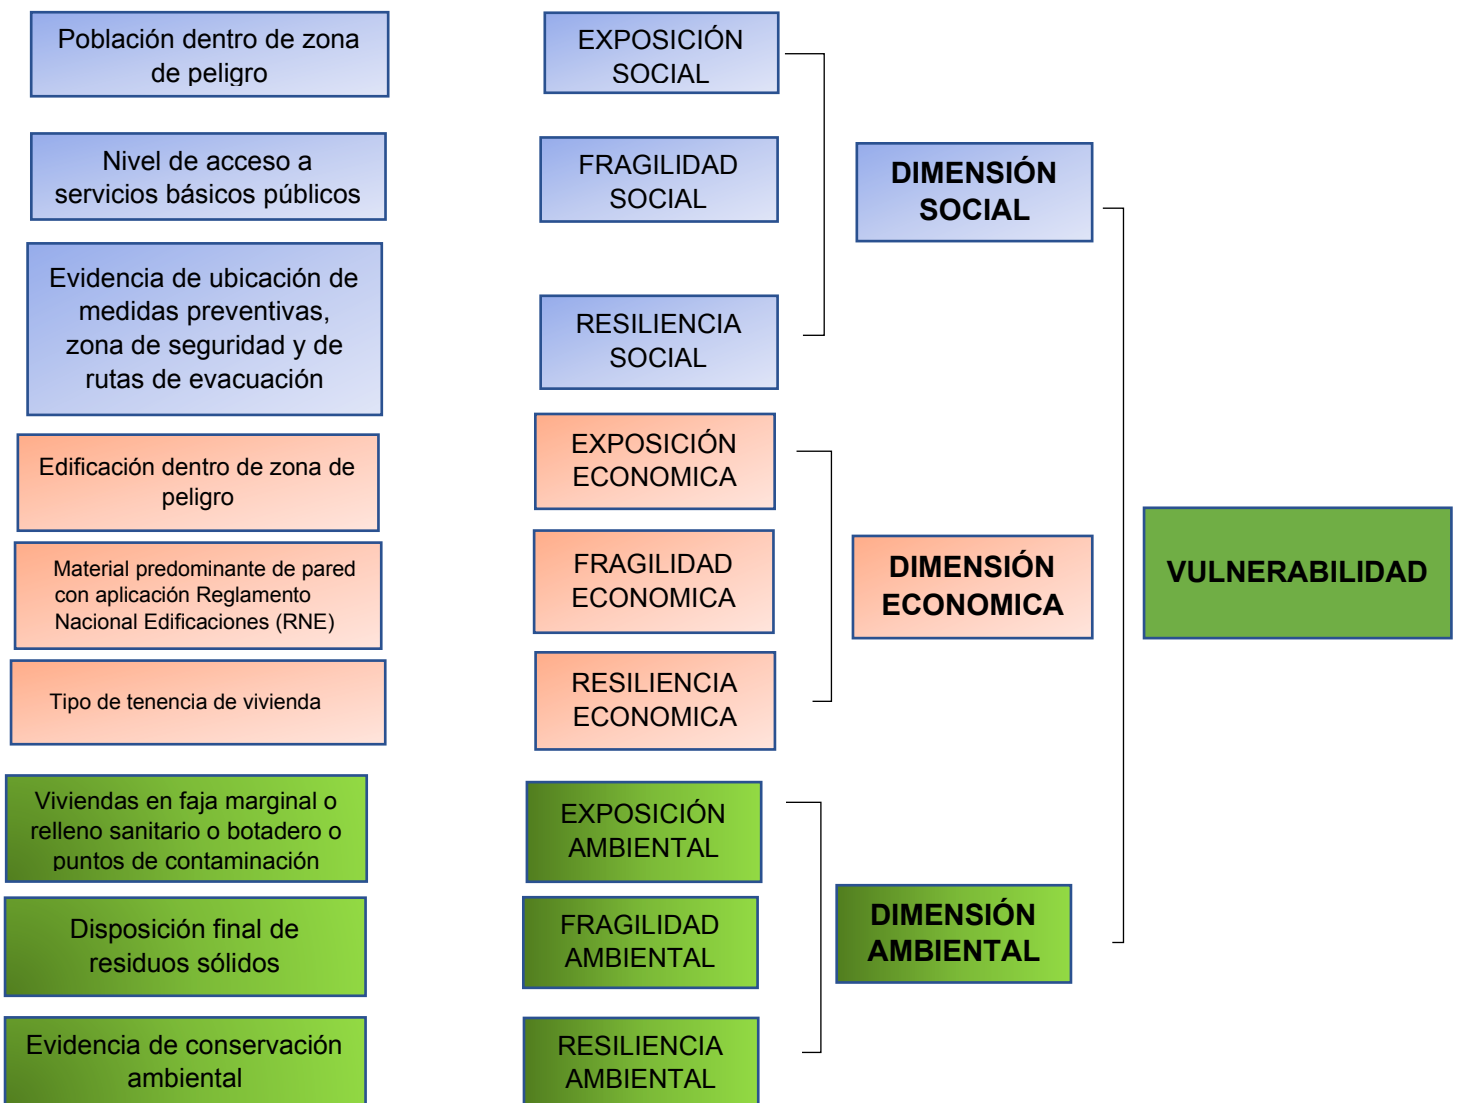 Población dentro de zona
de peligro
EXPOSICIÓN
SOCIAL
Nivel de acceso a
servicios básicos públicos
FRAGILIDAD
SOCIAL
DIMENSIÓN
SOCIAL
Evidencia de ubicación de
medidas preventivas,
zona de seguridad y de
rutas de evacuación
RESILIENCIA
SOCIAL
Edificación dentro de zona de
peligro
EXPOSICIÓN
ECONOMICA
Material predominante de pared
con aplicación Reglamento
Nacional Edificaciones (RNE)
FRAGILIDAD
ECONOMICA
DIMENSIÓN
ECONOMICA
VULNERABILIDAD
Tipo de tenencia de vivienda
RESILIENCIA
ECONOMICA
Viviendas en faja marginal o
relleno sanitario o botadero o
puntos de contaminación
EXPOSICIÓN
AMBIENTAL
Disposición final de
residuos sólidos
FRAGILIDAD
AMBIENTAL
DIMENSIÓN
AMBIENTAL
Evidencia de conservación
ambiental
RESILIENCIA
AMBIENTAL